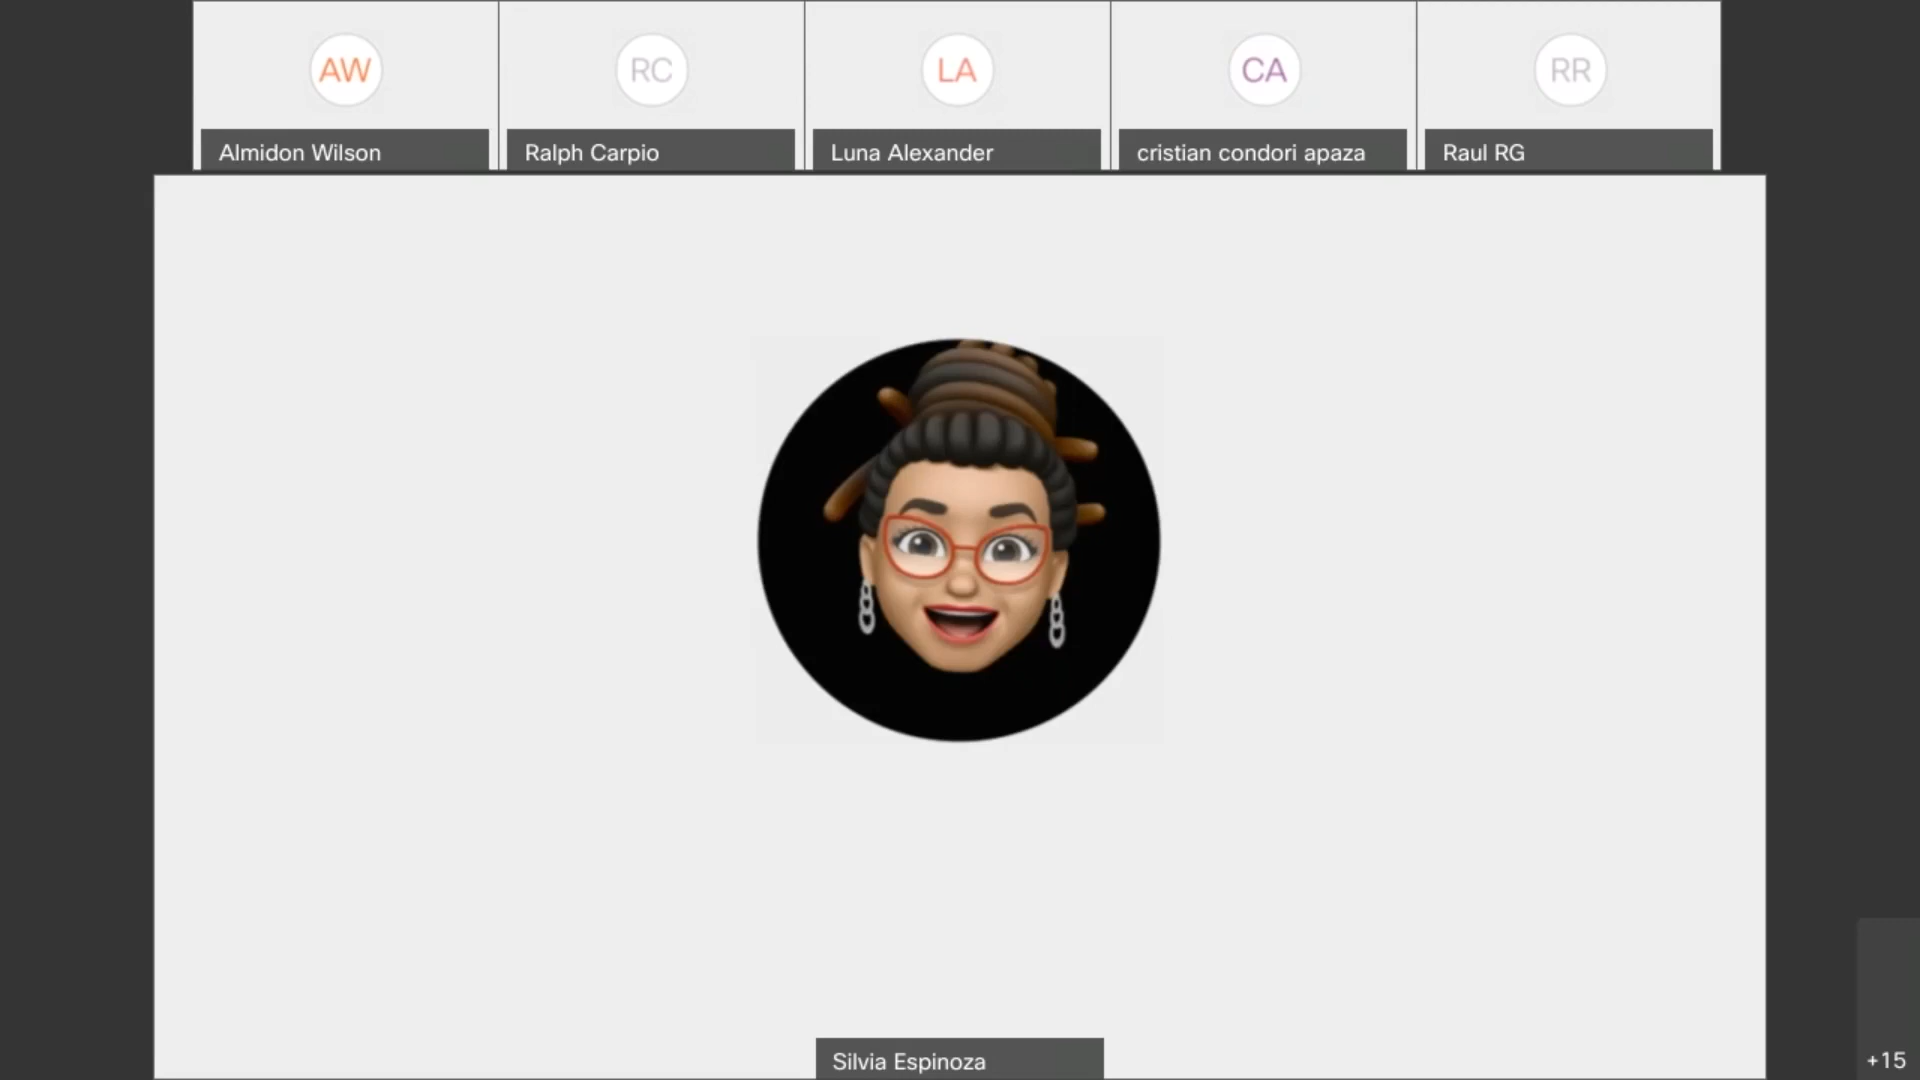 AW
RC
LA
CA
RR
Almidon Wilson
Ralph Carpio
Luna Alexander
cristian condori apaza
Raul RG
Silvia Espinoza
+15